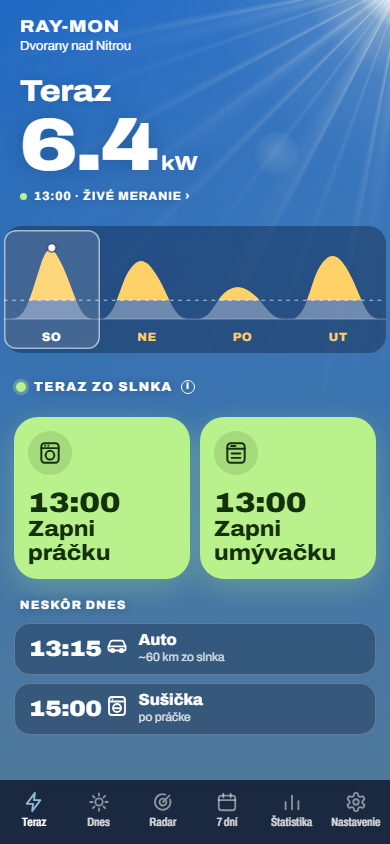 RAY-MON
Dvorany nad Nitrou
Teraz
6.4 kW
13:00 · ŽIVÉ MERANIE ›
SO NE PO UT
TERAZ ZO SLNKA i
13:00
Zapni
práčku
13:00
Zapni
umývačku
NESKÔR DNES
13:15 Auto
~60 km zo slnka
15:00 Sušička
po práčke
Teraz Dnes Radar 7 dní Štatistika Nastavenie